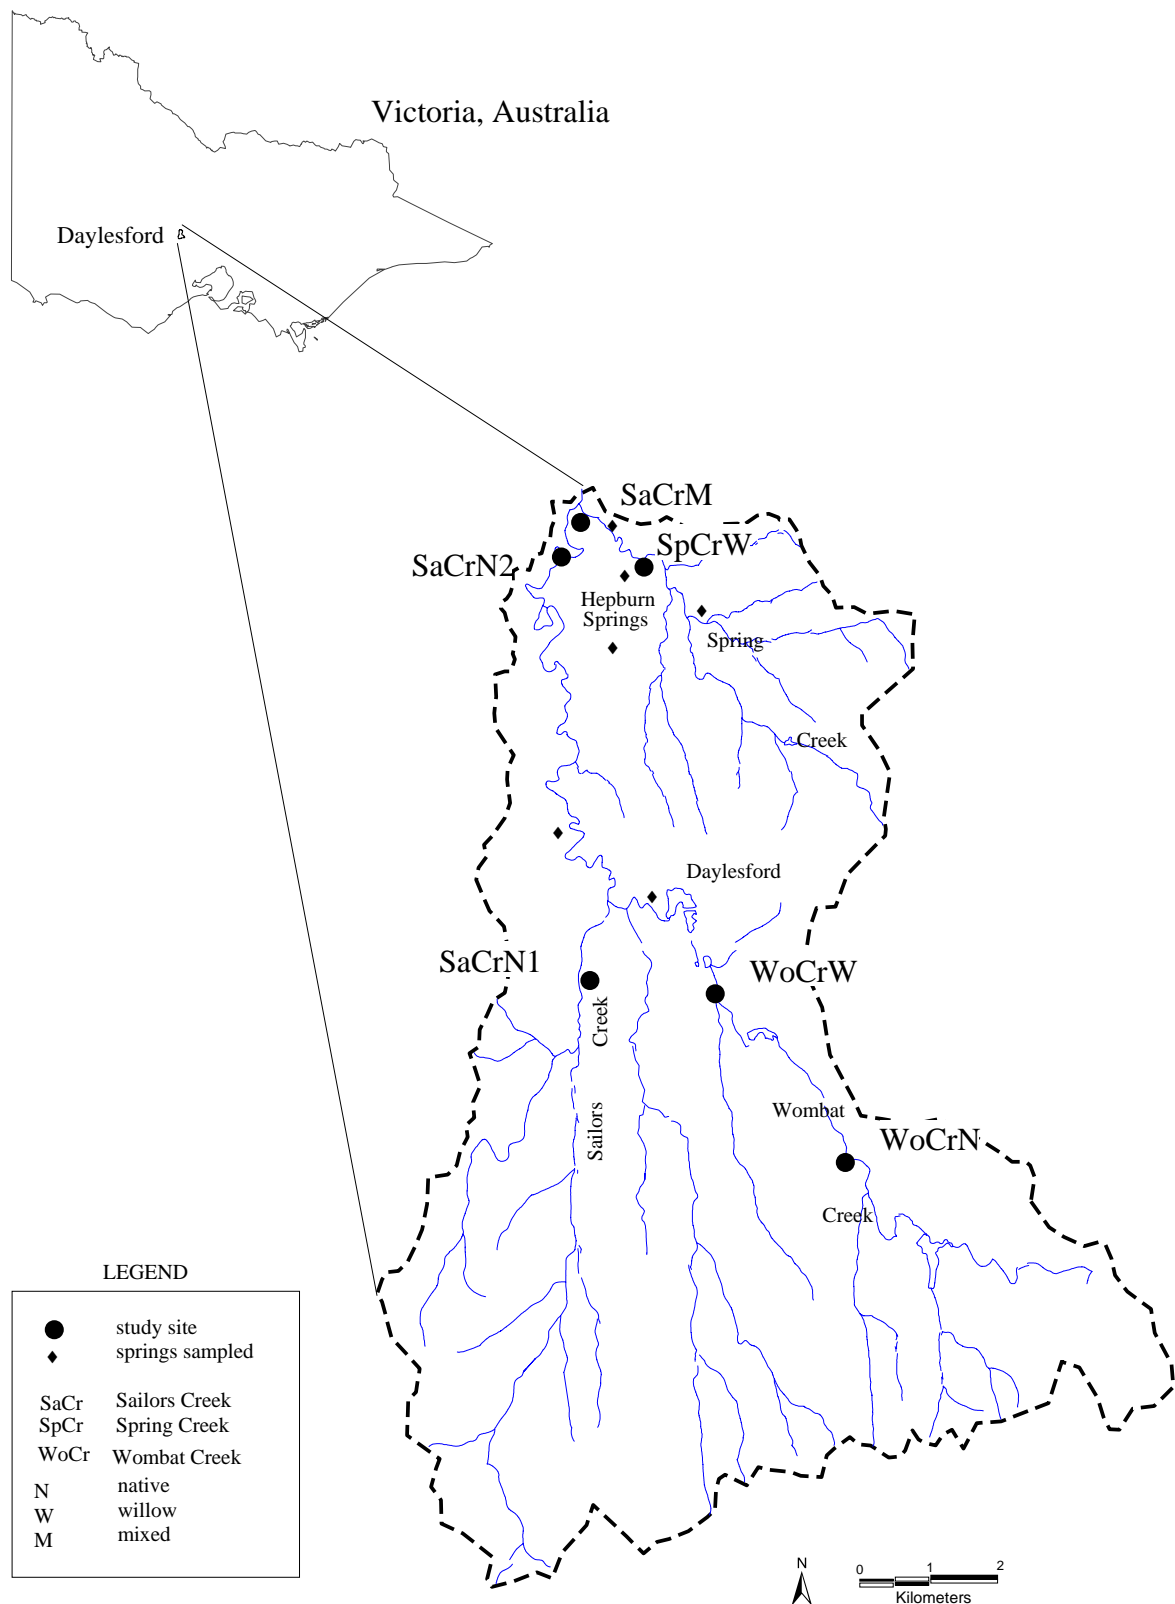 Victoria, Australia
Daylesford
SaCrM
SpCrW
SaCrN2
Hepburn
Springs
Spring
Creek
Daylesford
SaCrN1
WoCrW
Creek
Sailors
Wombat
WoCrN
Creek
LEGEND
study site
springs sampled
SaCr Sailors Creek
SpCr Spring Creek
WoCr Wombat Creek
N native
W willow
M mixed
N
0 1 2
Kilometers